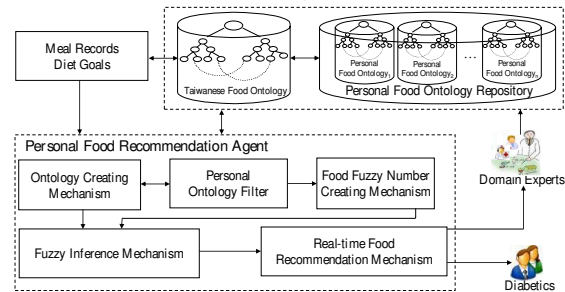 Meal Records
Diet Goals
Taiwanese Food Ontology
Personal
Food Ontology1
Personal
Food Ontology2
...
Personal
Food Ontologyn
Personal Food Ontology Repository
Personal Food Recommendation Agent
Ontology Creating
Mechanism
Personal
Ontology Filter
Food Fuzzy Number
Creating Mechanism
Domain Experts
Fuzzy Inference Mechanism
Real-time Food
Recommendation Mechanism
Diabetics